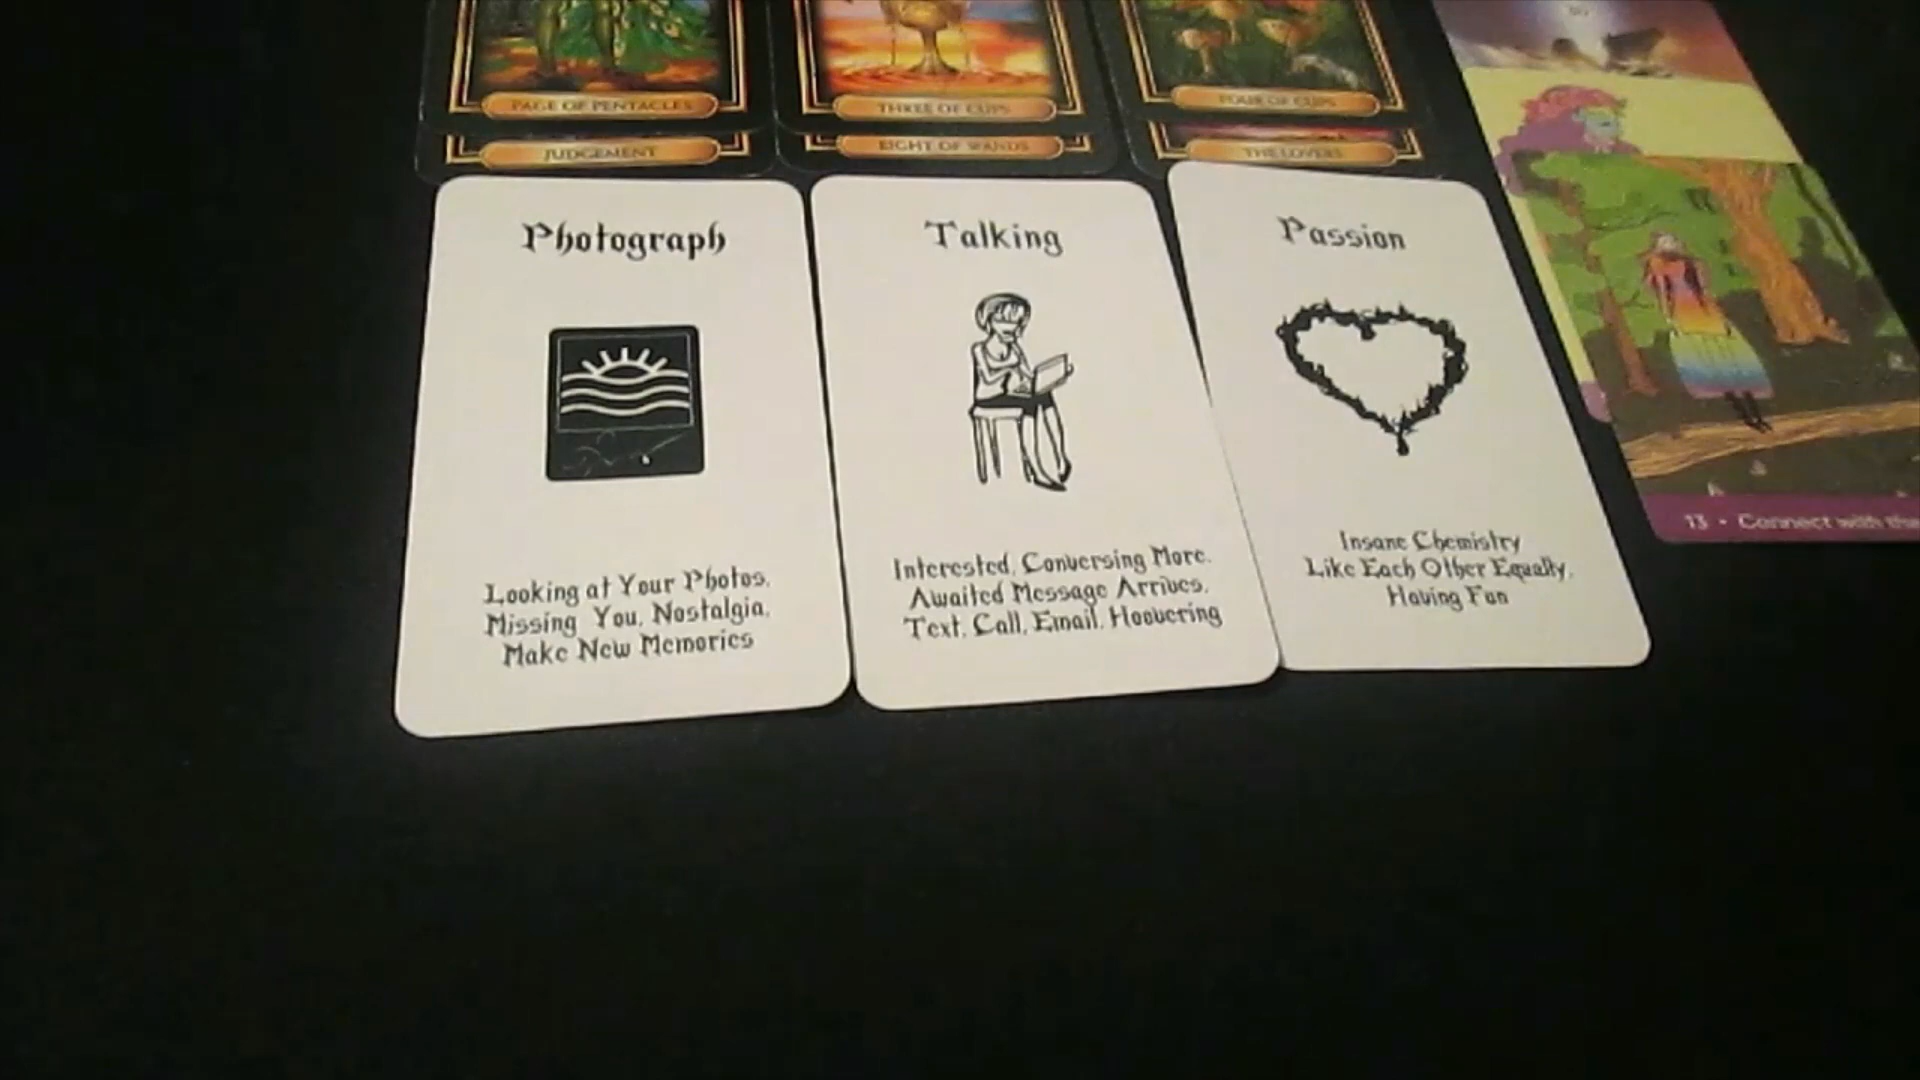 PAGE OF PENTACLES
THREE OF CUPS
FOUR OF CUPS
JUDGEMENT
EIGHT OF WANDS
THE LOVERS
Photograph
Looking at Your Photos,
Missing You, Nostalgia,
Make New Memories
Talking
Interested, Conversing More,
Awaited Message Arrives,
Text, Call, Email, Hoovering
Passion
Insane Chemistry
Like Each Other Equally,
Having Fun
13 • Connect with the